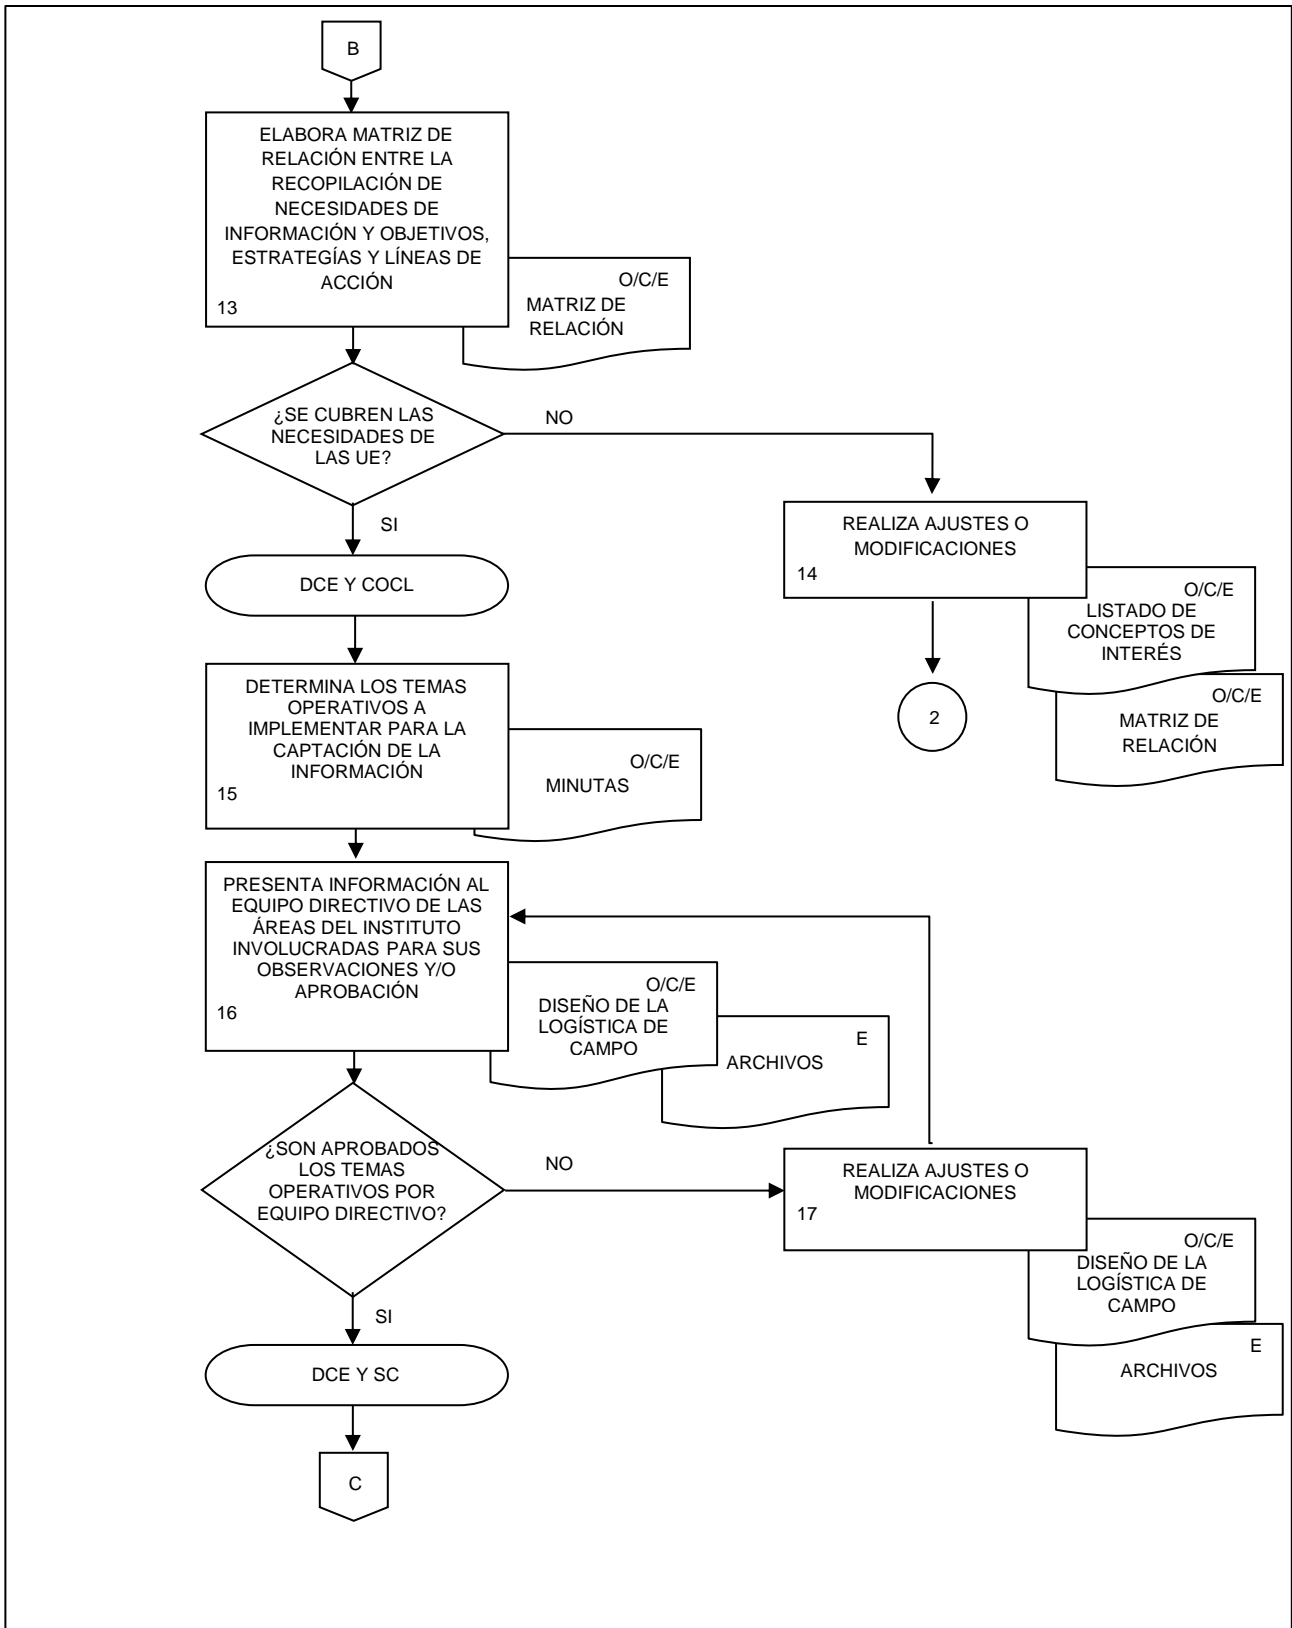 B
ELABORA MATRIZ DE
RELACIÓN ENTRE LA
RECOPILACIÓN DE
NECESIDADES DE
INFORMACIÓN Y OBJETIVOS,
ESTRATEGÍAS Y LÍNEAS DE
ACCIÓN
13
O/C/E
MATRIZ DE
RELACIÓN
¿SE CUBREN LAS
NECESIDADES DE
LAS UE?
NO
SI
REALIZA AJUSTES O
MODIFICACIONES
14
O/C/E
LISTADO DE
CONCEPTOS DE
INTERÉS
O/C/E
MATRIZ DE
RELACIÓN
2
DCE Y COCL
DETERMINA LOS TEMAS
OPERATIVOS A
IMPLEMENTAR PARA LA
CAPTACIÓN DE LA
INFORMACIÓN
15
O/C/E
MINUTAS
PRESENTA INFORMACIÓN AL
EQUIPO DIRECTIVO DE LAS
ÁREAS DEL INSTITUTO
INVOLUCRADAS PARA SUS
OBSERVACIONES Y/O
APROBACIÓN
16
O/C/E
DISEÑO DE LA
LOGÍSTICA DE
CAMPO
E
ARCHIVOS
¿SON APROBADOS
LOS TEMAS
OPERATIVOS POR
EQUIPO DIRECTIVO?
NO
SI
REALIZA AJUSTES O
MODIFICACIONES
17
O/C/E
DISEÑO DE LA
LOGÍSTICA DE
CAMPO
E
ARCHIVOS
DCE Y SC
C